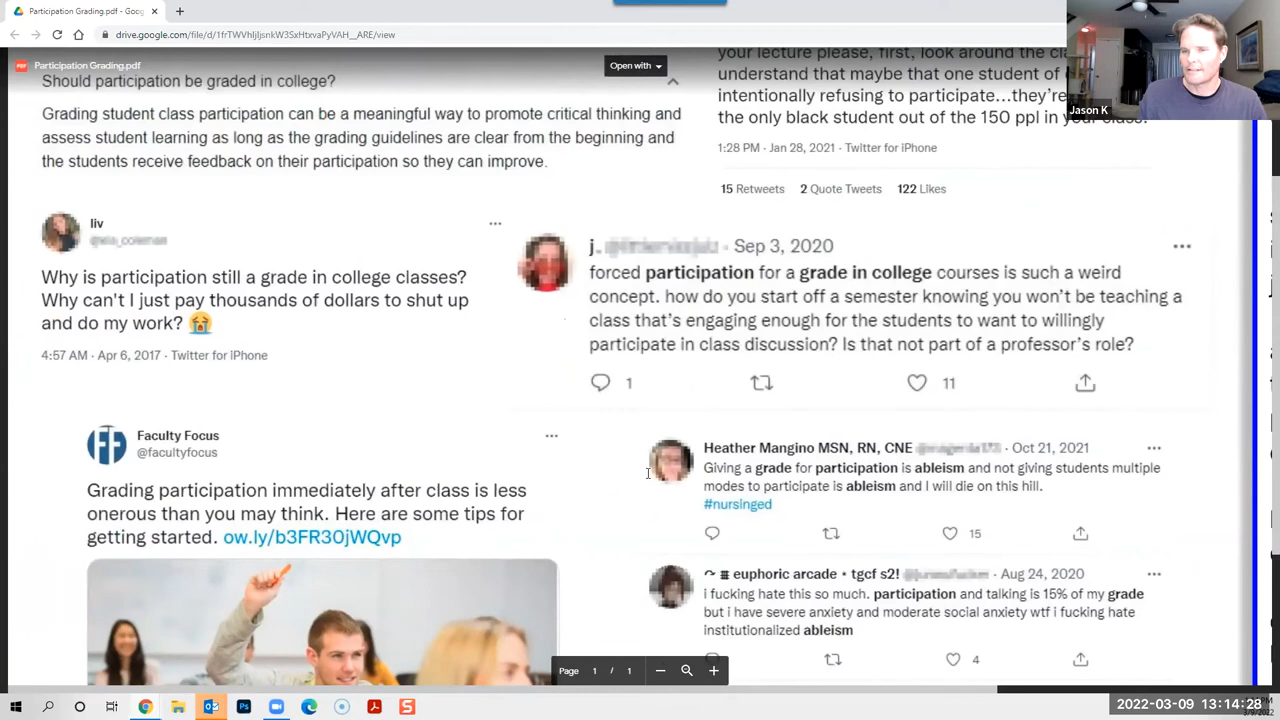 Participation Grading.pdf - Goog
drive.google.com/file/d/1frTWVhIjIjsnkW3SxHtxvaPyVAH__ARE/view
Participation Grading.pdf
Open with
Jason K
Should participation be graded in college?
Grading student class participation can be a meaningful way to promote critical thinking and
assess student learning as long as the grading guidelines are clear from the beginning and
the students receive feedback on their participation so they can improve.
your lecture please, first, look around the
understand that maybe that one student of
intentionally refusing to participate…they're
the only black student out of the 150 ppl in your class.
1:28 PM · Jan 28, 2021 · Twitter for iPhone
15 Retweets 2 Quote Tweets 122 Likes
liv
Why is participation still a grade in college classes?
Why can't I just pay thousands of dollars to shut up
and do my work? 😭
4:57 AM · Apr 6, 2017 · Twitter for iPhone
j. · Sep 3, 2020
forced participation for a grade in college courses is such a weird
concept. how do you start off a semester knowing you won't be teaching a
class that's engaging enough for the students to want to willingly
participate in class discussion? Is that not part of a professor's role?
1 11
Faculty Focus
@facultyfocus
Grading participation immediately after class is less
onerous than you may think. Here are some tips for
getting started. ow.ly/b3FR30jWQvp
Heather Mangino MSN, RN, CNE · Oct 21, 2021
Giving a grade for participation is ableism and not giving students multiple
modes to participate is ableism and I will die on this hill.
#nursinged
15
euphoric arcade • tgcf s2! · Aug 24, 2020
i fucking hate this so much. participation and talking is 15% of my grade
but i have severe anxiety and moderate social anxiety wtf i fucking hate
institutionalized ableism
4
Page 1 / 1
2022-03-09 13:14:28
3/9/2022